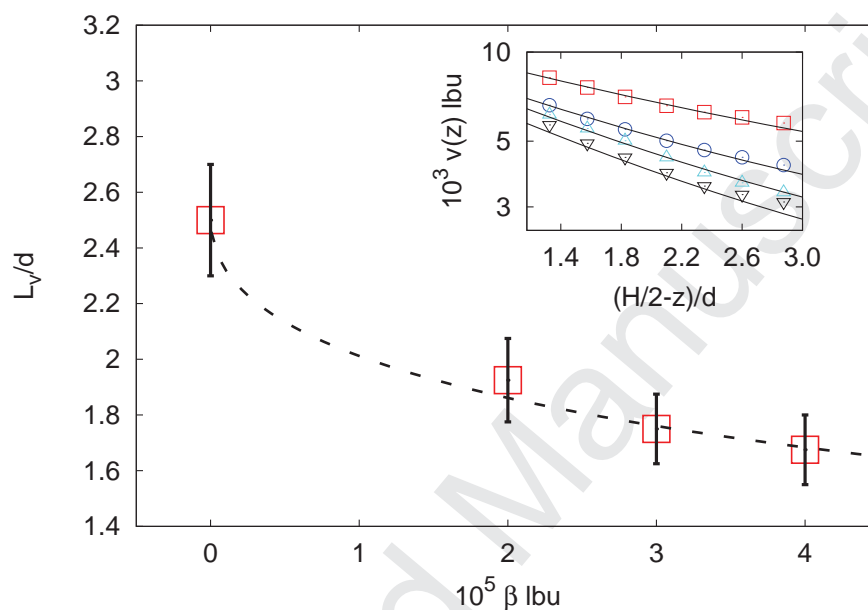 3.2
3
2.8
2.6
2.4
2.2
2
1.8
1.6
1.4
L_v/d
0 1 2 3 4
10^5 β lbu
10
5
3
10^3 v(z) lbu
1.4 1.8 2.2 2.6 3.0
(H/2-z)/d
d Manuscri